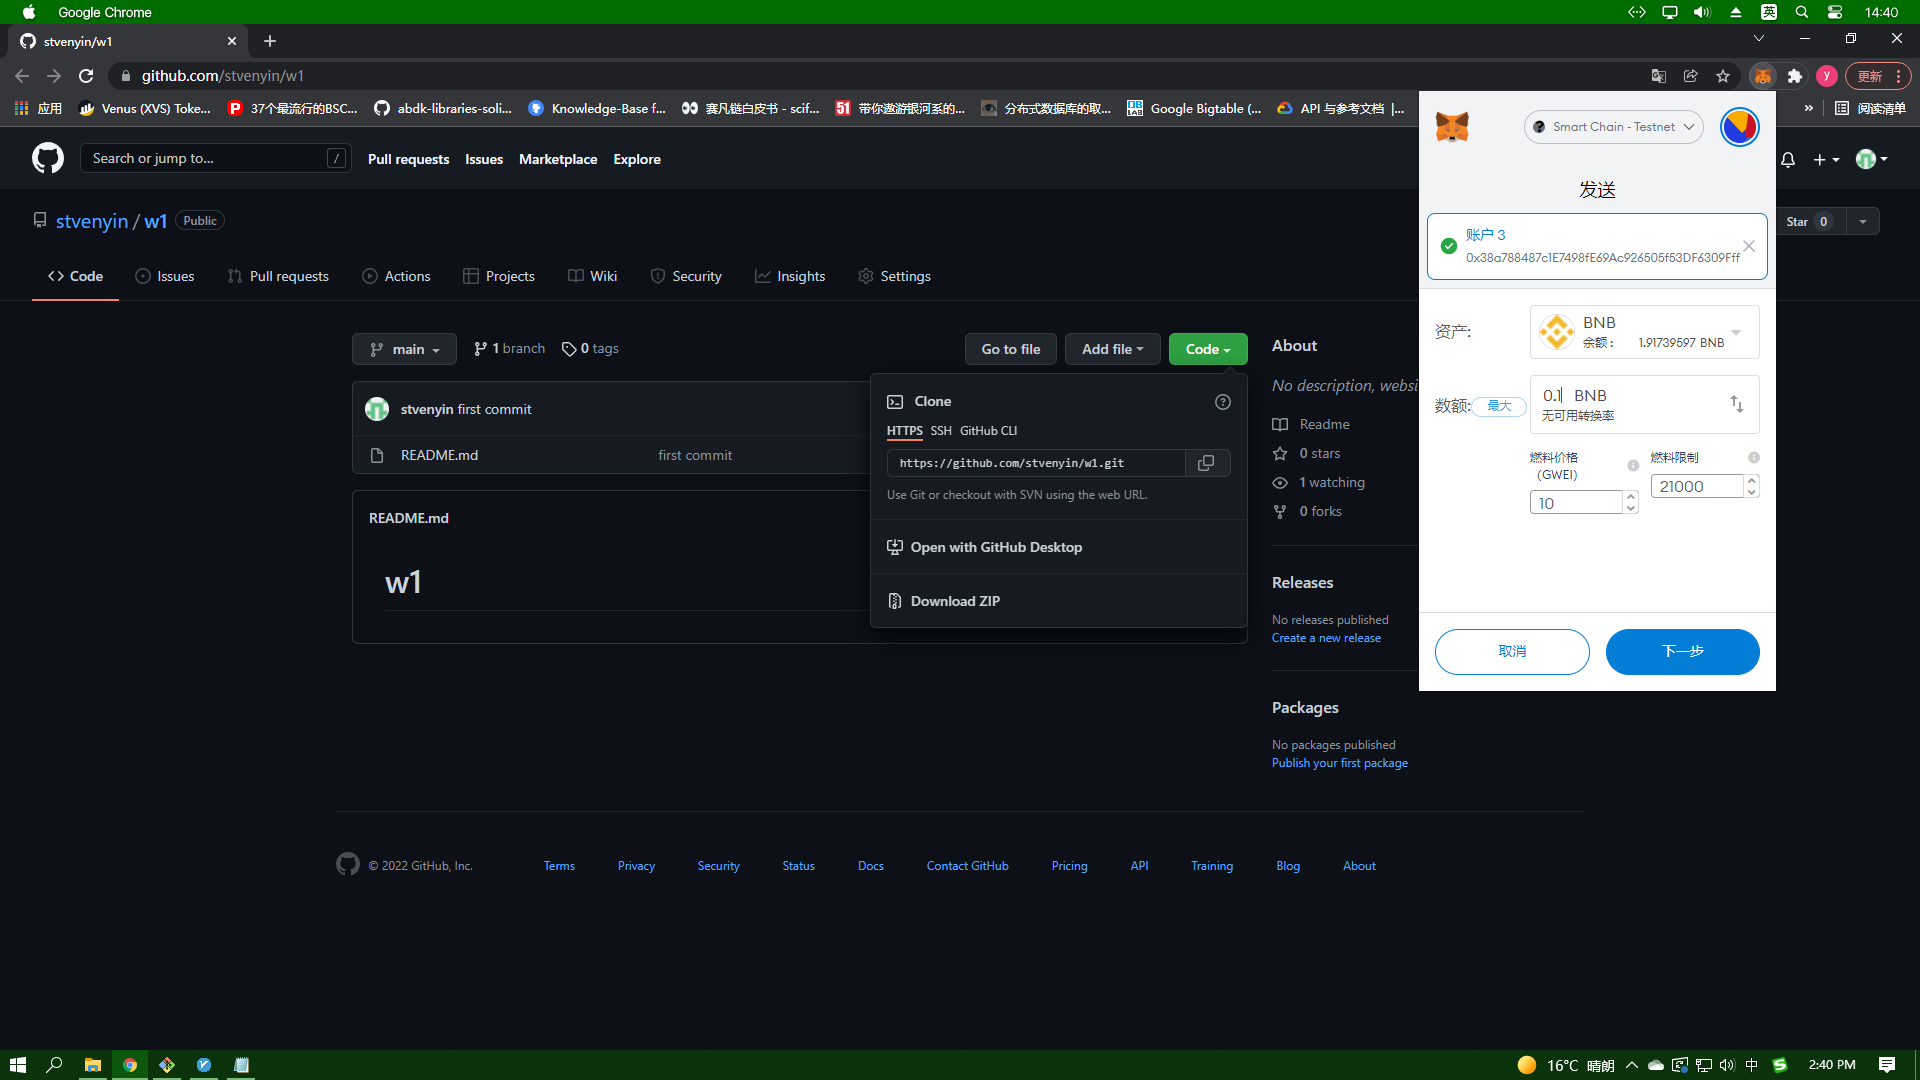 Google Chrome
英
14:40
stvenyin/w1
github.com/stvenyin/w1
y
更新
应用
Venus (XVS) Toke...
37个最流行的BSC...
abdk-libraries-soli...
Knowledge-Base f...
赛凡链白皮书 - scif...
51
带你遨游银河系的...
分布式数据库的取...
Google Bigtable (...
API 与参考文档 |...
»
阅读清单
Search or jump to...
/
Pull requests
Issues
Marketplace
Explore
stvenyin / w1
Public
Star 0
Code
Issues
Pull requests
Actions
Projects
Wiki
Security
Insights
Settings
main
1 branch
0 tags
Go to file
Add file
Code
stvenyin first commit
README.md
first commit
README.md
w1
Clone
HTTPS
SSH
GitHub CLI
https://github.com/stvenyin/w1.git
Use Git or checkout with SVN using the web URL.
Open with GitHub Desktop
Download ZIP
About
No description, websi
Readme
0 stars
1 watching
0 forks
Releases
No releases published
Create a new release
Packages
No packages published
Publish your first package
Smart Chain - Testnet
发送
账户 3
0x38a788487c1E7498fE69Ac926505f53DF6309Fff
资产:
BNB
余额：
1.91739597 BNB
数额:
最大
0.1 BNB
无可用转换率
燃料价格
（GWEI）
10
燃料限制
21000
取消
下一步
© 2022 GitHub, Inc.
Terms
Privacy
Security
Status
Docs
Contact GitHub
Pricing
API
Training
Blog
About
16°C 晴朗
中
2:40 PM